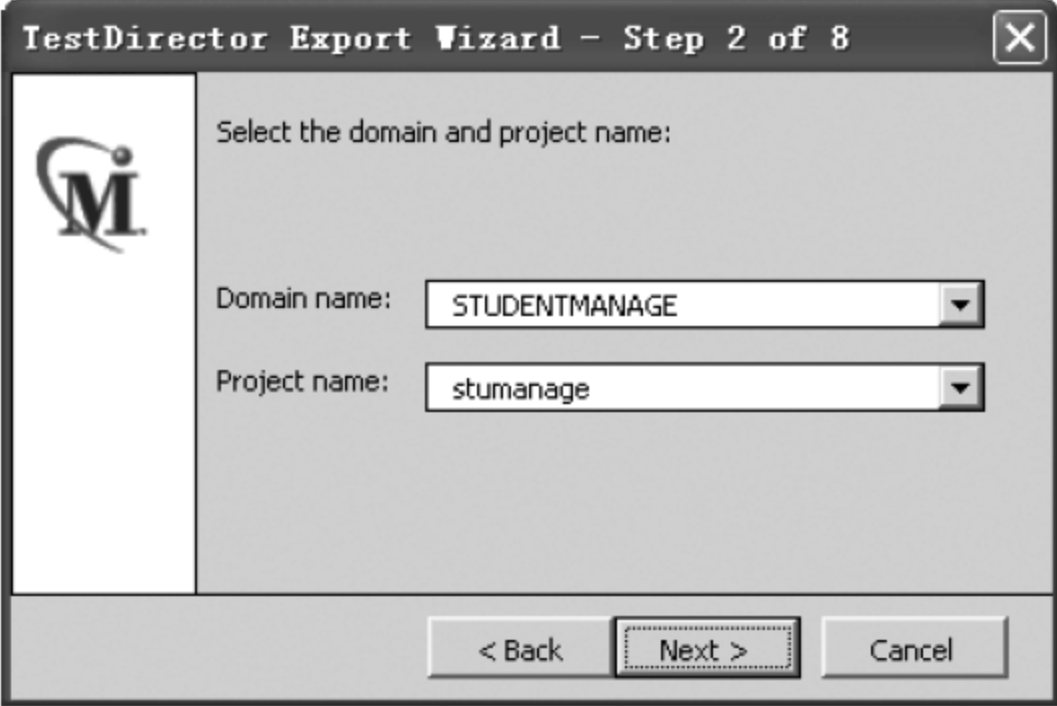 TestDirector Export Wizard - Step 2 of 8
Select the domain and project name:
M
Domain name: STUDENTMANAGE
Project name: stumanage
< Back Next > Cancel